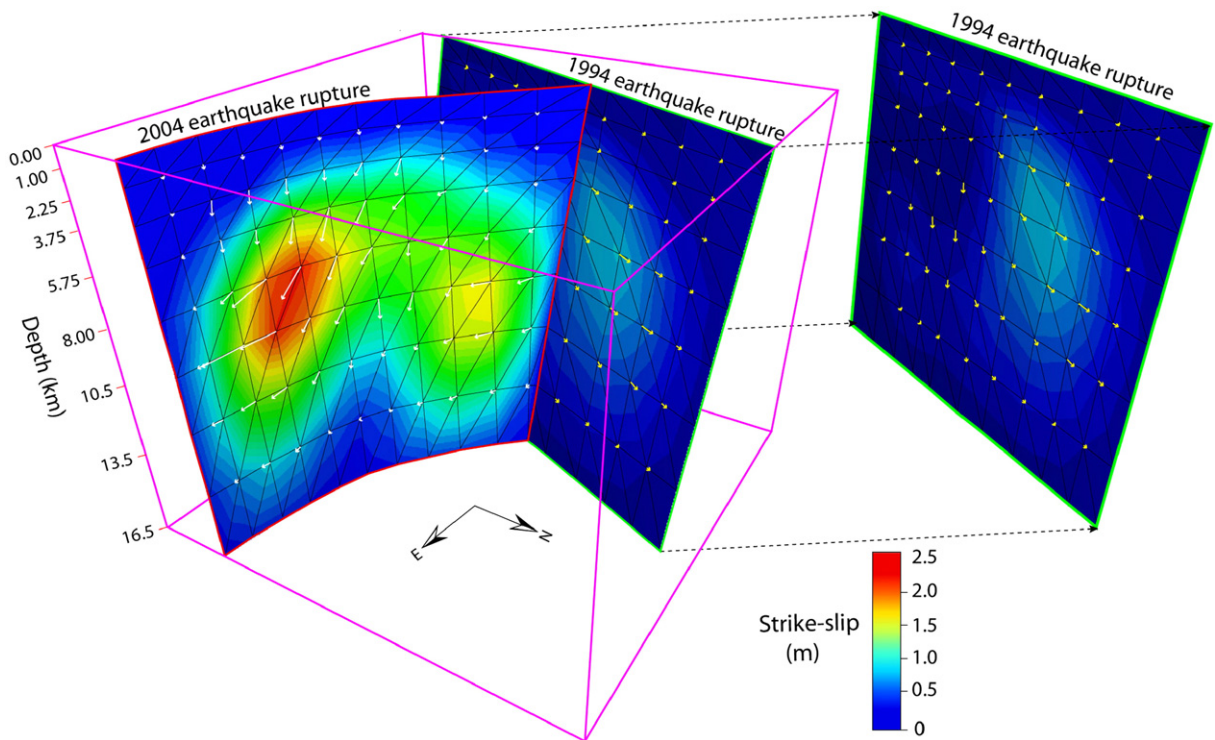 1994 earthquake rupture
1994 earthquake rupture
2004 earthquake rupture
0.00
1.00
2.25
3.75
5.75
8.00
10.5
13.5
16.5
Depth (km)
E
N
Strike-slip
(m)
2.5
2.0
1.5
1.0
0.5
0